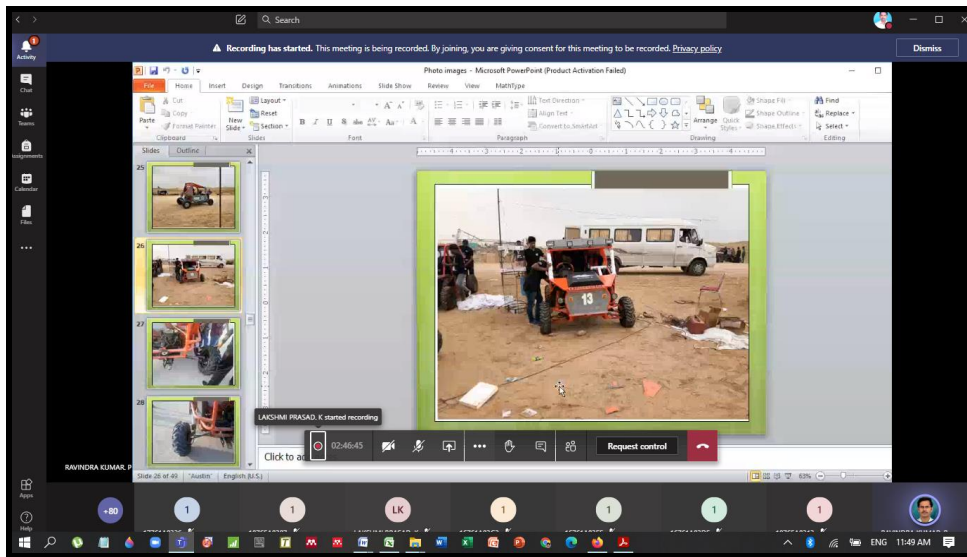 Search
Recording has started. This meeting is being recorded. By joining, you are giving consent for this meeting to be recorded. Privacy policy
Dismiss
1
Activity
Chat
Teams
Assignments
Calendar
Files
Apps
Help
Photo images - Microsoft PowerPoint (Product Activation Failed)
File Home Insert Design Transitions Animations Slide Show Review View MathType
Paste
Cut
Copy
Format Painter
Clipboard
New Slide
Layout
Reset
Section
Slides
Font
Text Direction
Align Text
Convert to SmartArt
Paragraph
Arrange
Quick Styles
Shape Fill
Shape Outline
Shape Effects
Drawing
Find
Replace
Select
Editing
Slides Outline
25
26
27
28
13
LAKSHMI PRASAD. K started recording
02:46:45
Request control
Click to ad
RAVINDRA KUMAR. P
Slide 26 of 49 "Austin" English (U.S.)
63%
+80
1
1
LK
1
1
1
1
ENG 11:49 AM